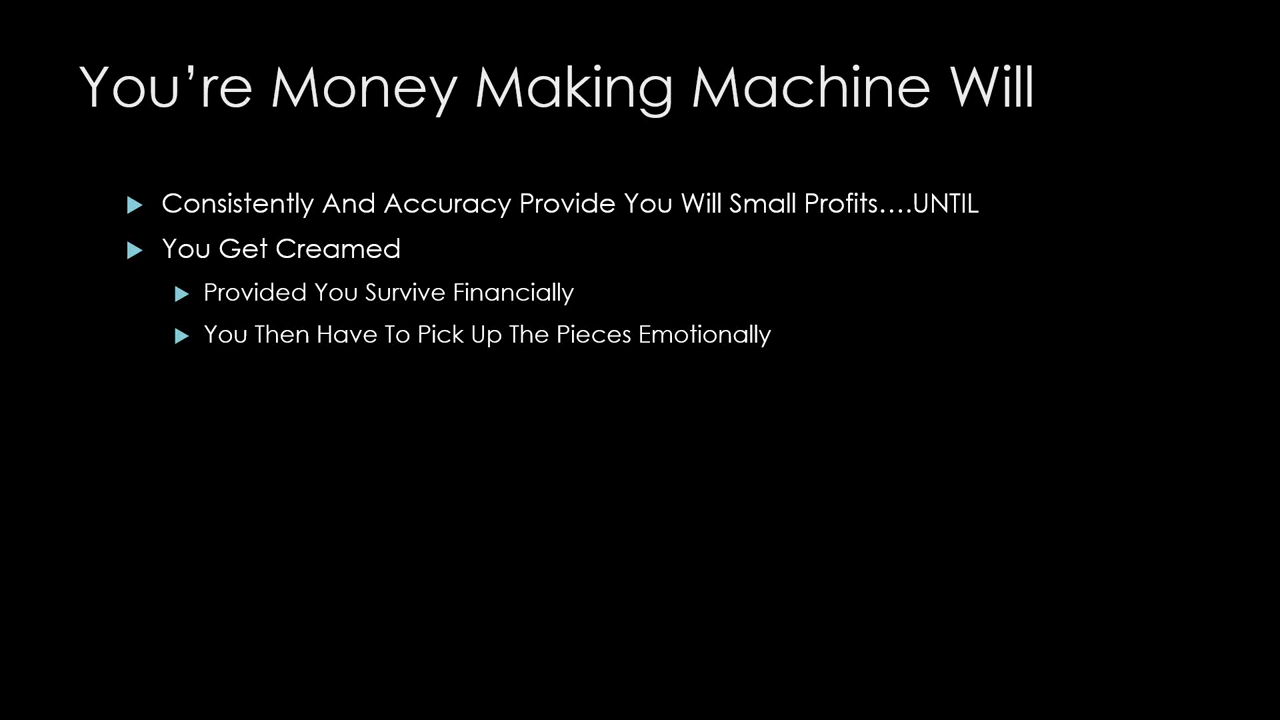 You’re Money Making Machine Will
Consistently And Accuracy Provide You Will Small Profits….UNTIL
You Get Creamed
Provided You Survive Financially
You Then Have To Pick Up The Pieces Emotionally